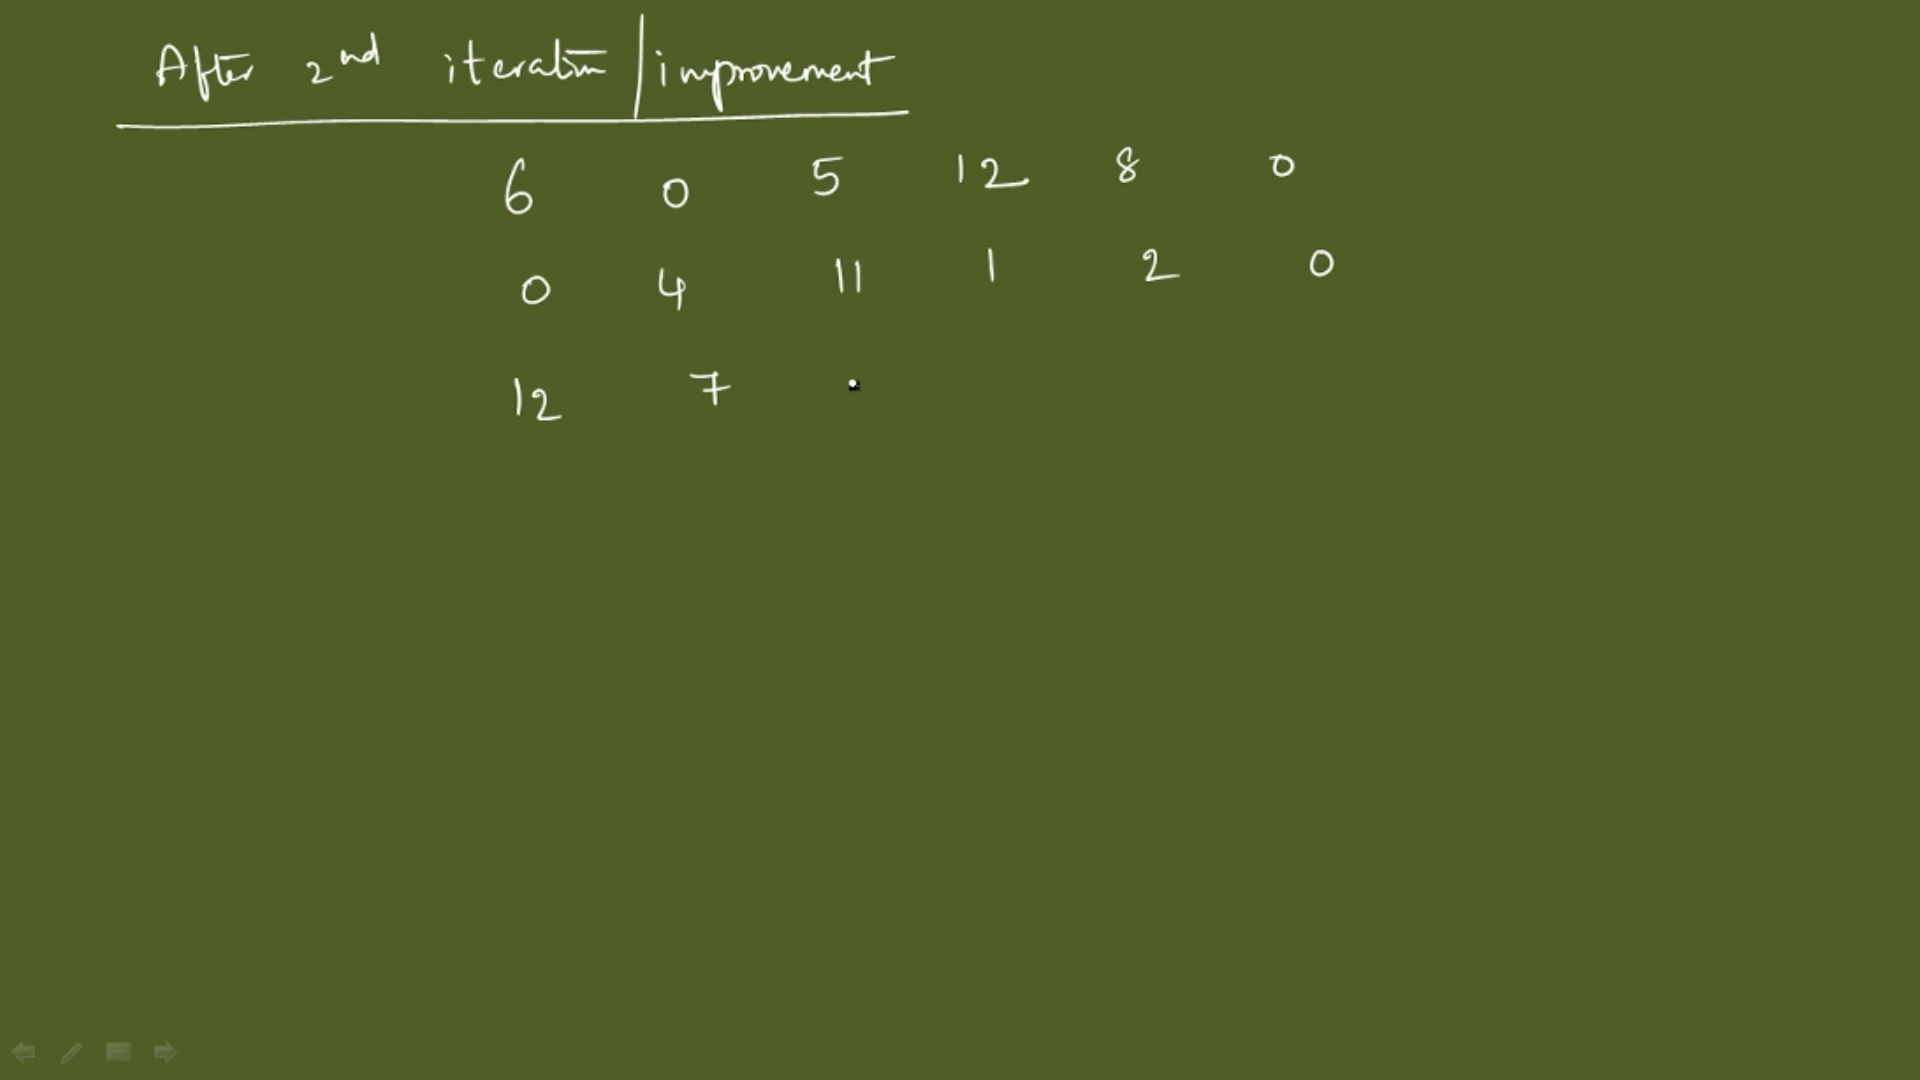 After 2nd iteration/improvement
6 0 5 12 8 0
0 4 11 1 2 0
12 7